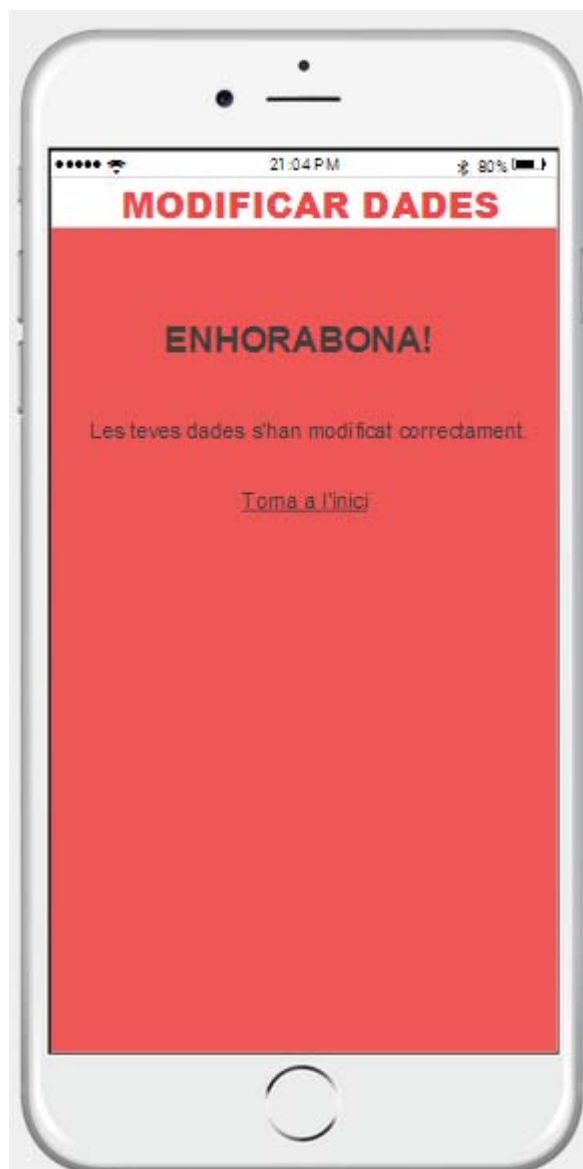 21:04 PM 80%
MODIFICAR DADES
ENHORABONA!
Les teves dades s'han modificat correctament.
Torna a l'inici